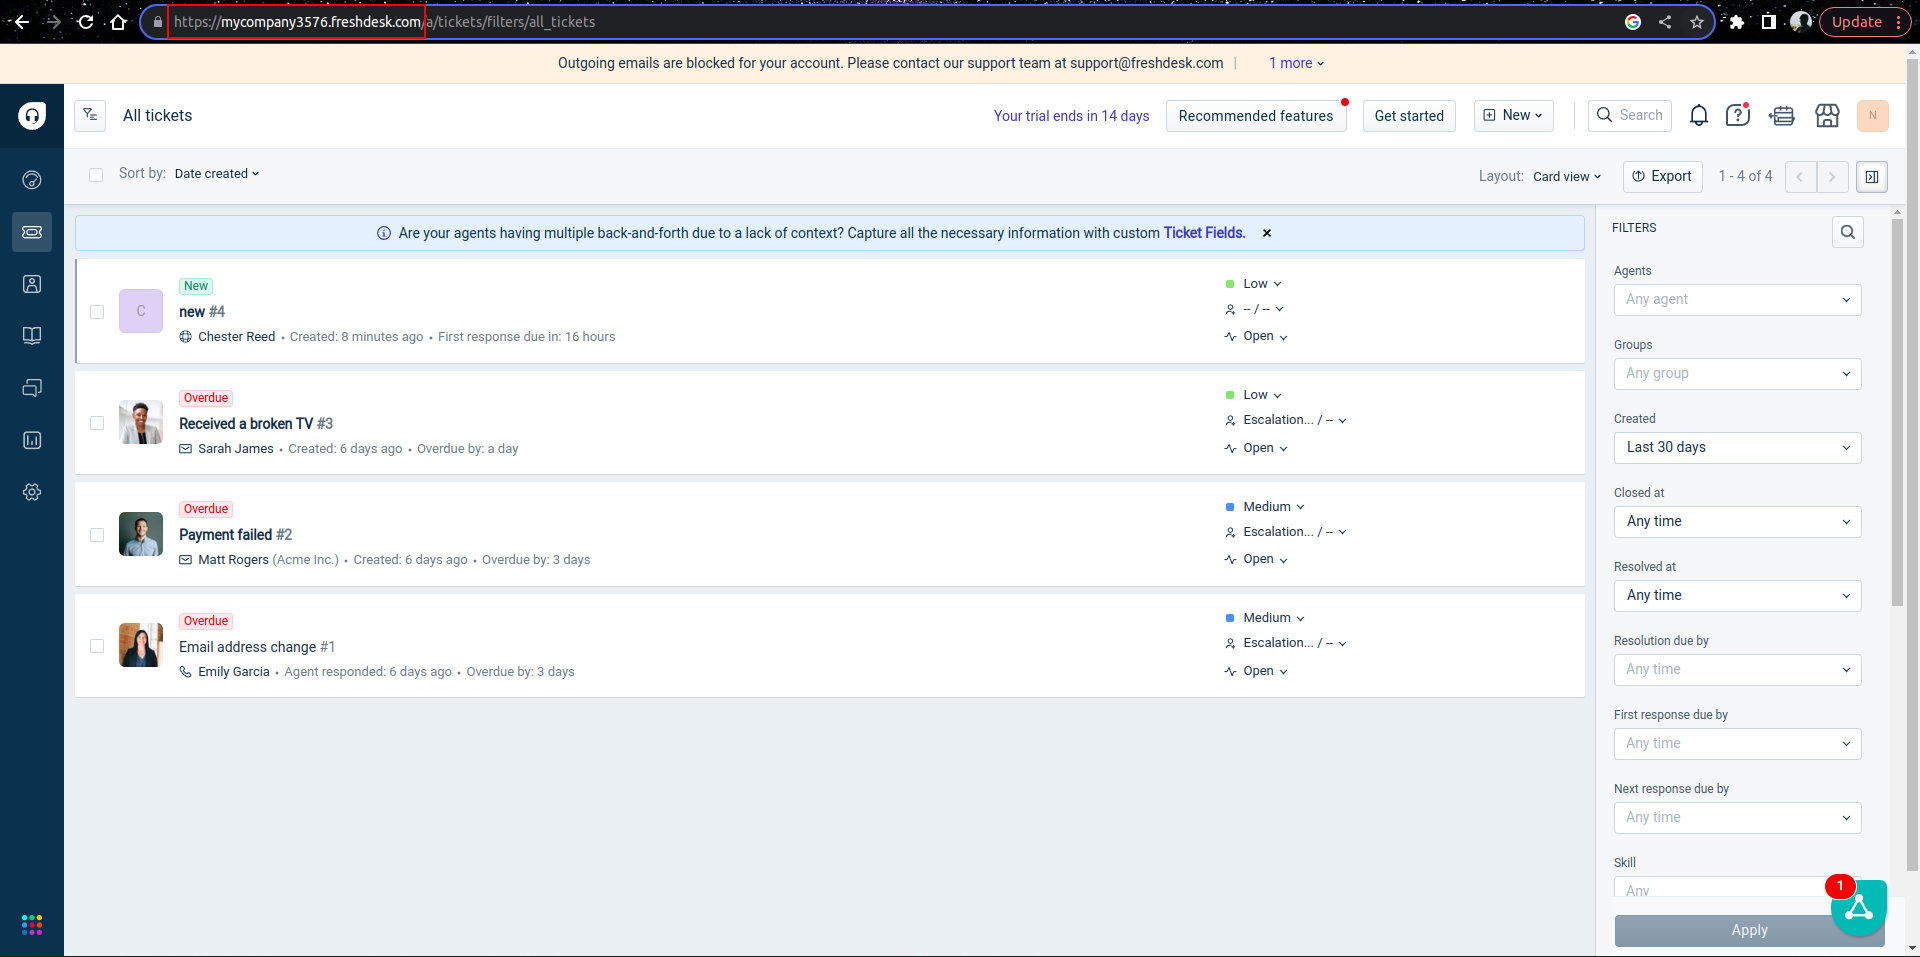 https://mycompany3576.freshdesk.com/a/tickets/filters/all_tickets
Update
Outgoing emails are blocked for your account. Please contact our support team at support@freshdesk.com | 1 more
All tickets
Your trial ends in 14 days
Recommended features
Get started
New
Search
N
Sort by: Date created
Layout: Card view
Export
1 - 4 of 4
Are your agents having multiple back-and-forth due to a lack of context? Capture all the necessary information with custom Ticket Fields.
New
C
new #4
Chester Reed • Created: 8 minutes ago • First response due in: 16 hours
Low
-- / --
Open
Overdue
Received a broken TV #3
Sarah James • Created: 6 days ago • Overdue by: a day
Low
Escalation... / --
Open
Overdue
Payment failed #2
Matt Rogers (Acme Inc.) • Created: 6 days ago • Overdue by: 3 days
Medium
Escalation... / --
Open
Overdue
Email address change #1
Emily Garcia • Agent responded: 6 days ago • Overdue by: 3 days
Medium
Escalation... / --
Open
FILTERS
Agents
Any agent
Groups
Any group
Created
Last 30 days
Closed at
Any time
Resolved at
Any time
Resolution due by
Any time
First response due by
Any time
Next response due by
Any time
Skill
Any
1
Apply